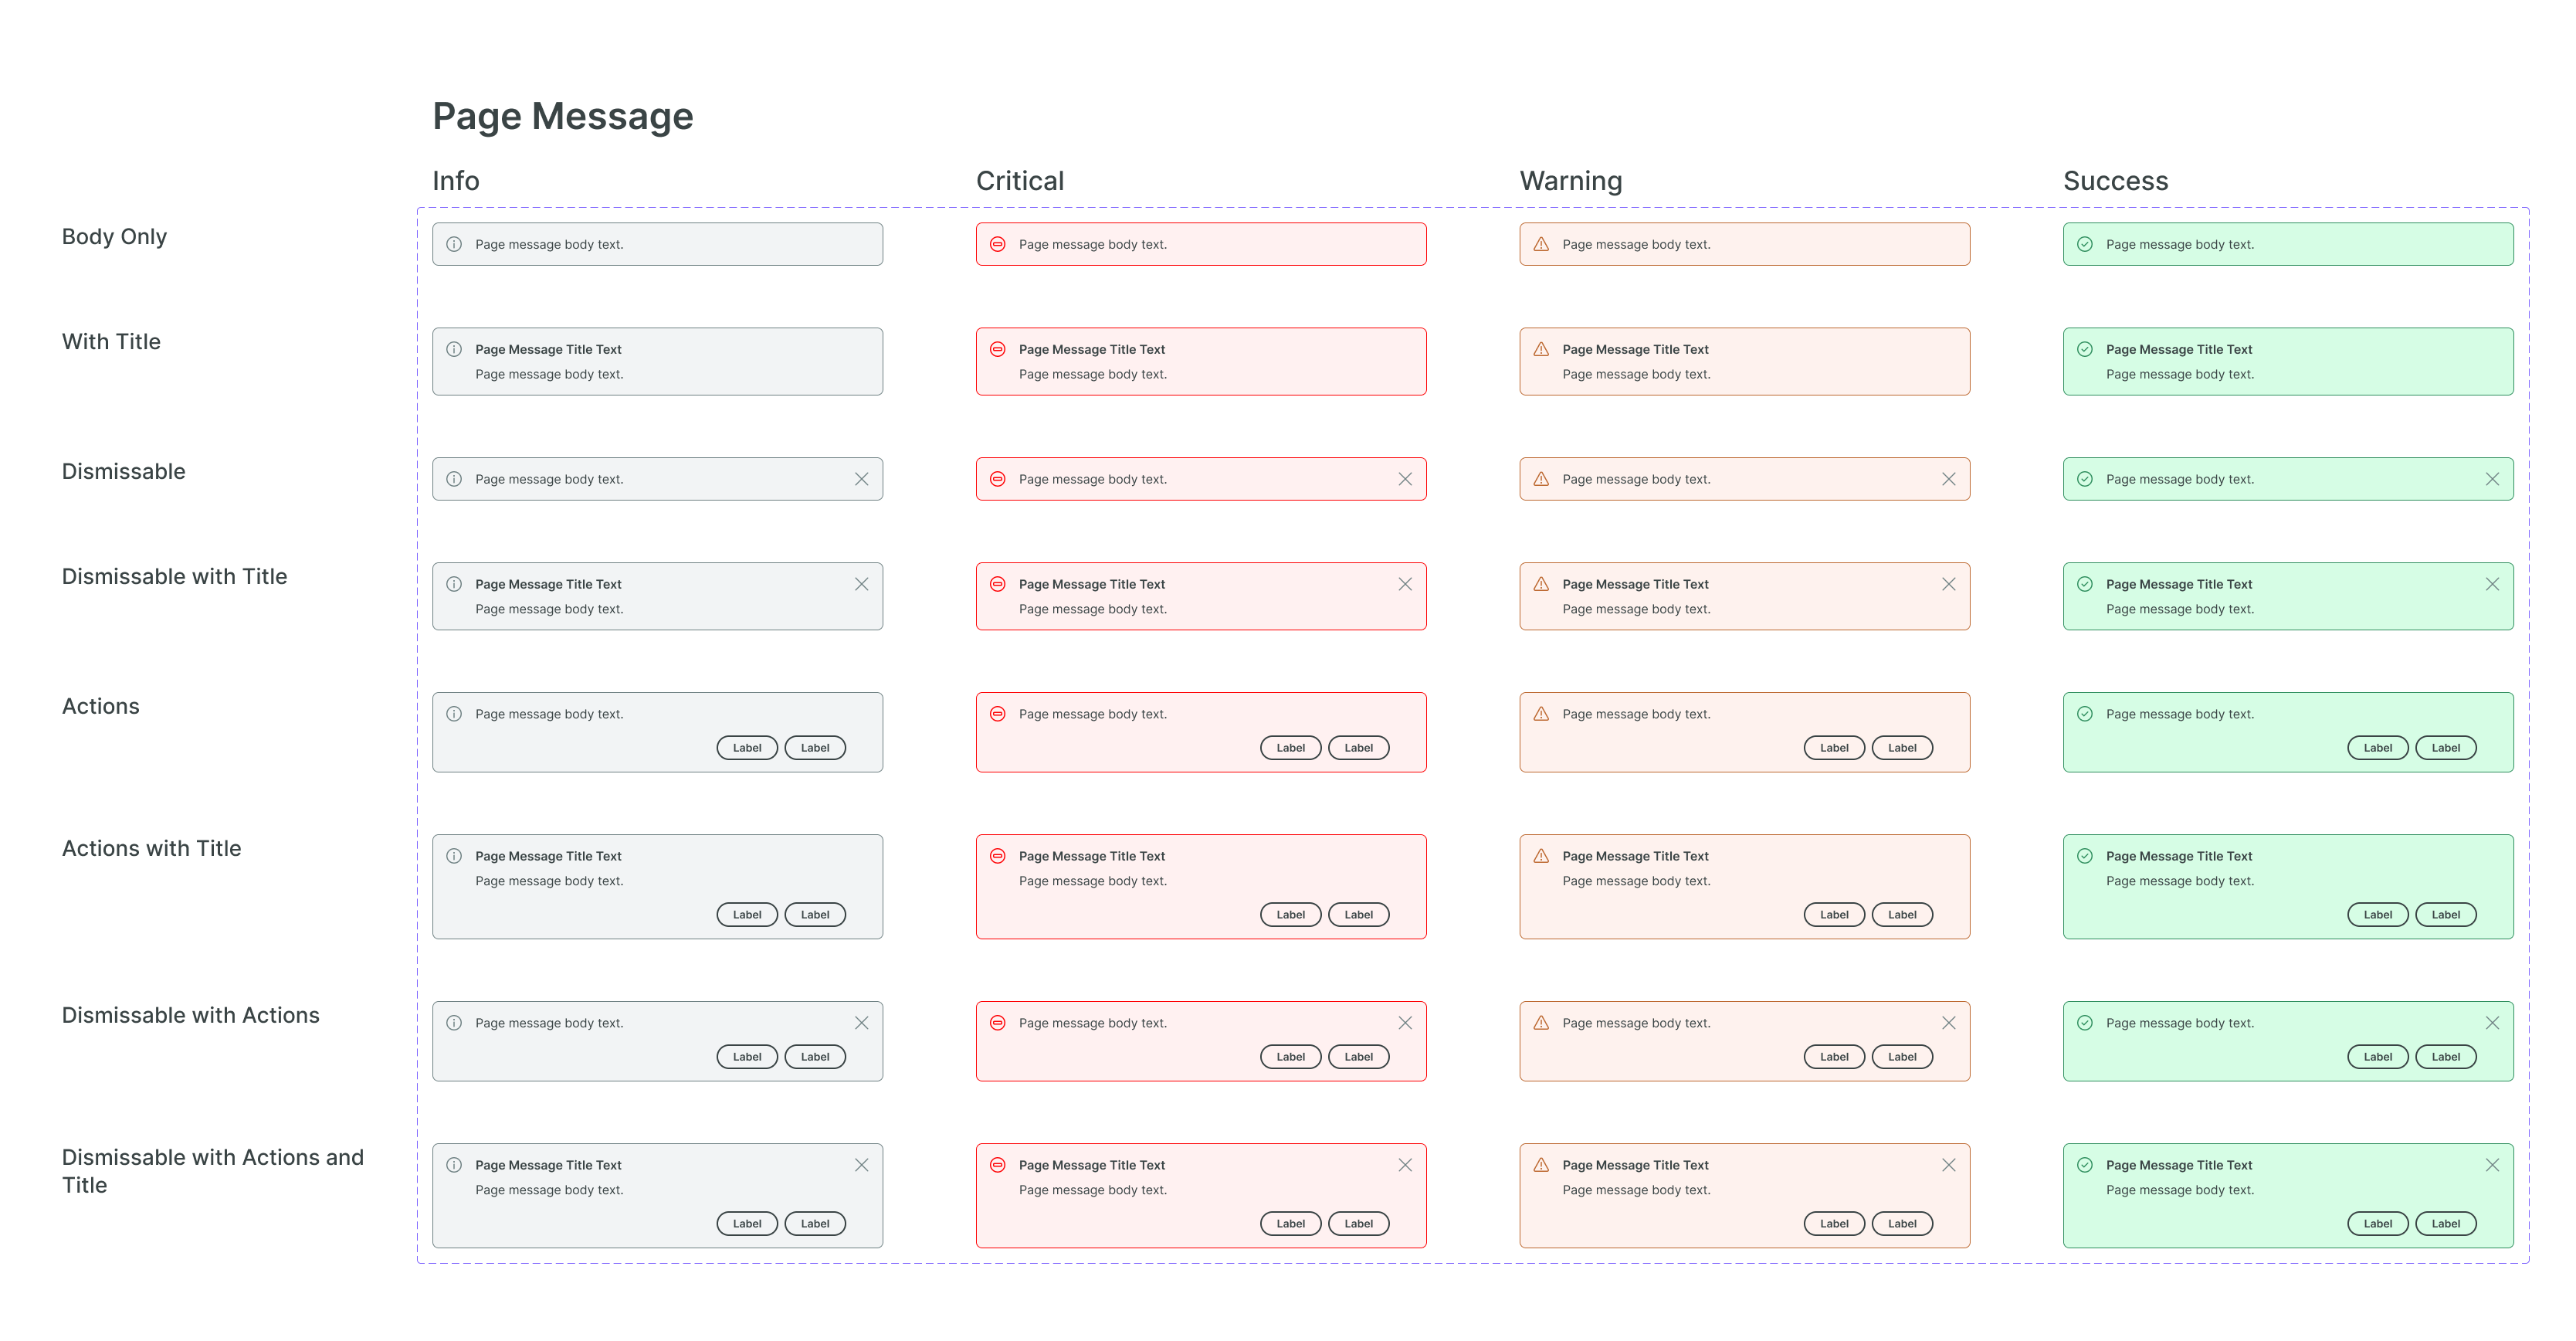 Page Message
Info Critical Warning Success
Body Only
Page message body text. Page message body text. Page message body text. Page message body text.
With Title
Page Message Title Text Page Message Title Text Page Message Title Text Page Message Title Text
Page message body text. Page message body text. Page message body text. Page message body text.
Dismissable
Page message body text. Page message body text. Page message body text. Page message body text.
Dismissable with Title
Page Message Title Text Page Message Title Text Page Message Title Text Page Message Title Text
Page message body text. Page message body text. Page message body text. Page message body text.
Actions
Page message body text. Page message body text. Page message body text. Page message body text.
Label Label Label Label Label Label Label Label
Actions with Title
Page Message Title Text Page Message Title Text Page Message Title Text Page Message Title Text
Page message body text. Page message body text. Page message body text. Page message body text.
Label Label Label Label Label Label Label Label
Dismissable with Actions
Page message body text. Page message body text. Page message body text. Page message body text.
Label Label Label Label Label Label Label Label
Dismissable with Actions and
Title
Page Message Title Text Page Message Title Text Page Message Title Text Page Message Title Text
Page message body text. Page message body text. Page message body text. Page message body text.
Label Label Label Label Label Label Label Label